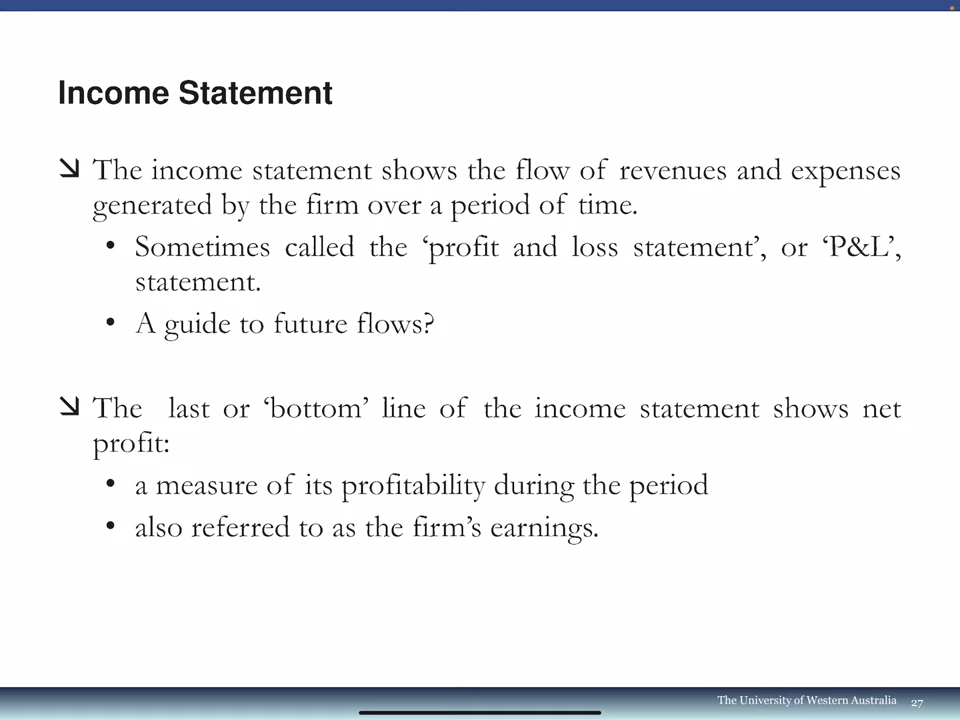 Income Statement
The income statement shows the flow of revenues and expenses
generated by the firm over a period of time.
• Sometimes called the ‘profit and loss statement’, or ‘P&L’,
statement.
• A guide to future flows?
The last or ‘bottom’ line of the income statement shows net
profit:
• a measure of its profitability during the period
• also referred to as the firm’s earnings.
The University of Western Australia 27